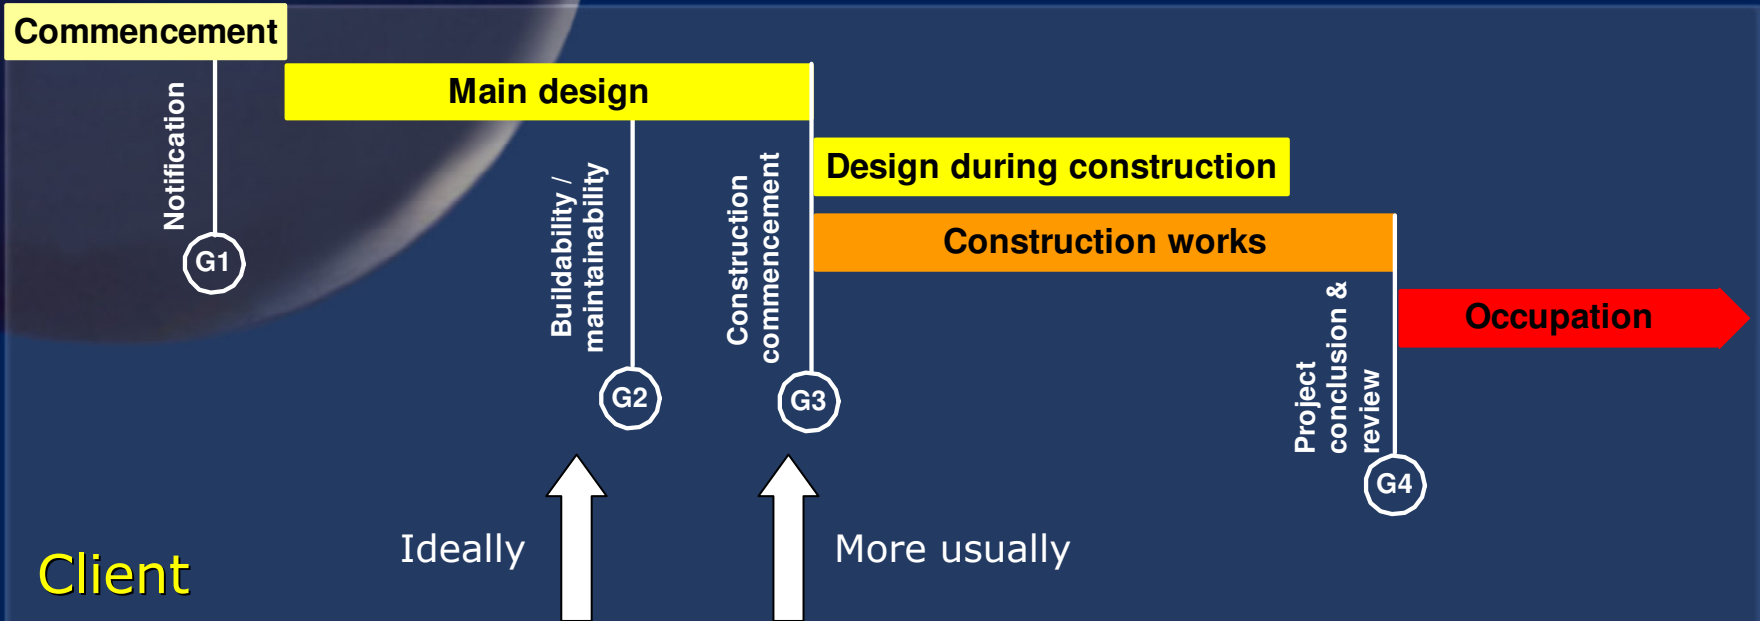 Commencement
Notification
G1
Main design
Buildability /
maintainability
G2
Construction
commencement
G3
Design during construction
Construction works
Project
conclusion &
review
G4
Occupation
Ideally
More usually
Client